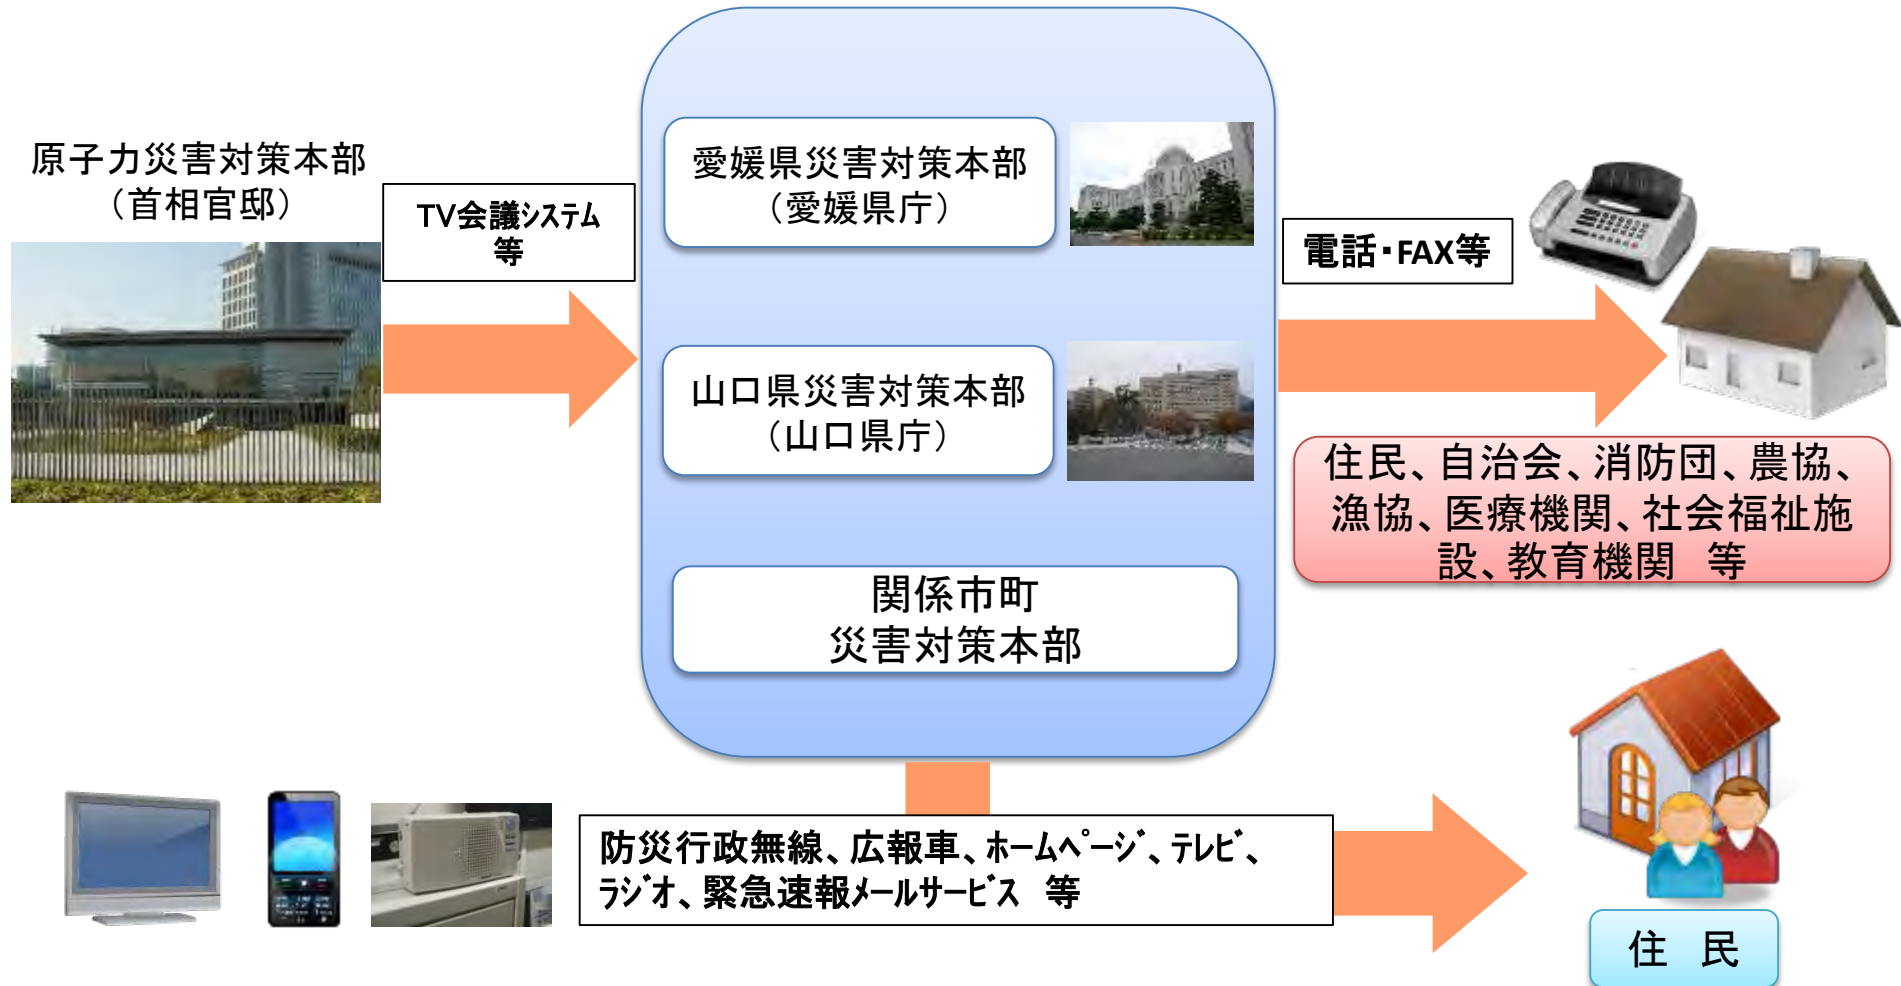 原子力災害対策本部
（首相官邸）
TV会議ｼｽﾃﾑ
等
愛媛県災害対策本部
（愛媛県庁）
山口県災害対策本部
（山口県庁）
関係市町
災害対策本部
電話・FAX等
住民、自治会、消防団、農協、
漁協、医療機関、社会福祉施
設、教育機関　等
防災行政無線、広報車、ﾎｰﾑﾍﾟｰｼﾞ、ﾃﾚﾋﾞ、
ﾗｼﾞｵ、緊急速報ﾒｰﾙｻｰﾋﾞｽ　等
住　民